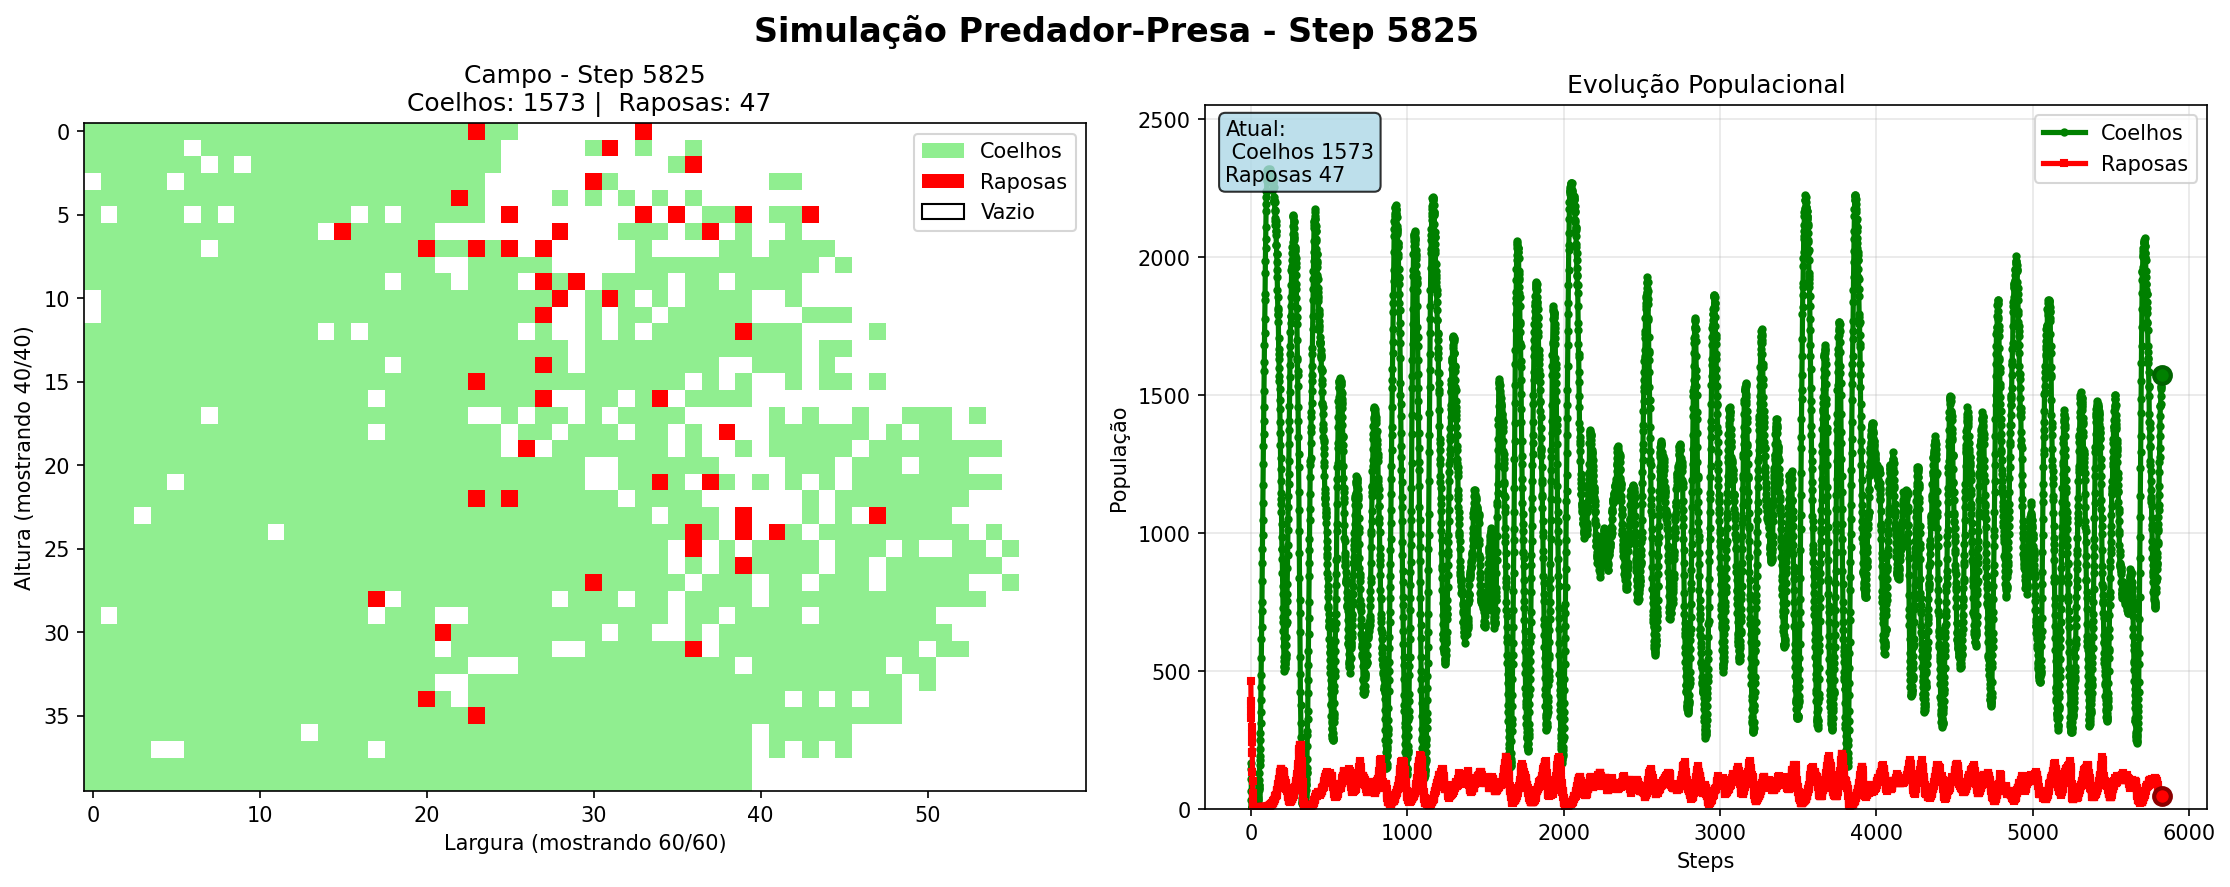 Simulação Predador-Presa - Step 5825
Campo - Step 5825
Coelhos: 1573 |  Raposas: 47
Coelhos
Raposas
Vazio
0
5
10
15
20
25
30
35
Altura (mostrando 40/40)
0
10
20
30
40
50
Largura (mostrando 60/60)
Evolução Populacional
Atual:
Coelhos 1573
Raposas 47
Coelhos
Raposas
2500
2000
1500
1000
500
0
População
0
1000
2000
3000
4000
5000
6000
Steps